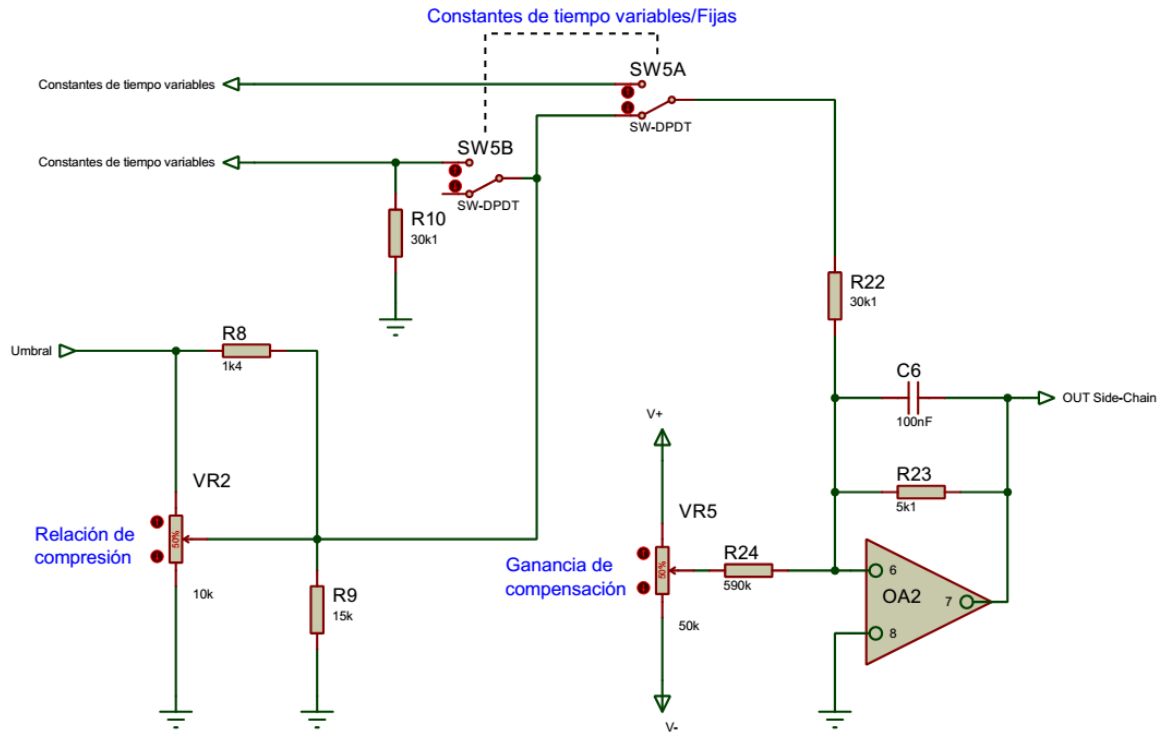 Constantes de tiempo variables/Fijas
SW5A
Constantes de tiempo variables
SW-DPDT
SW5B
Constantes de tiempo variables
SW-DPDT
R10
30k1
R22
30k1
R8
Umbral
1k4
C6
OUT Side-Chain
100nF
V+
R23
5k1
VR2
VR5
Relación de
compresión
50%
Ganancia de
compensación
50%
R24
590k
6
OA2
7
8
10k
R9
15k
50k
V-